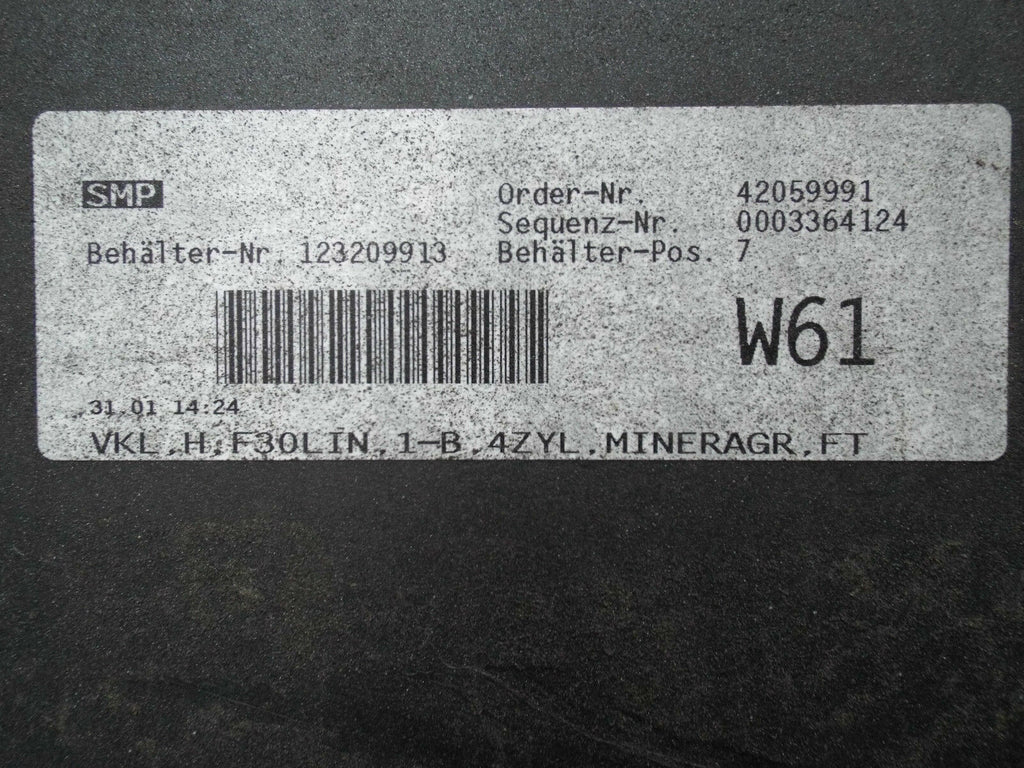 SMP
Order-Nr. 42059991
Sequenz-Nr. 0003364124
Behälter-Nr. 123209913 Behälter-Pos. 7
W61
31.01 14:24
VKL,H,F30LIN,1-B,4ZYL,MINERAGR,FT